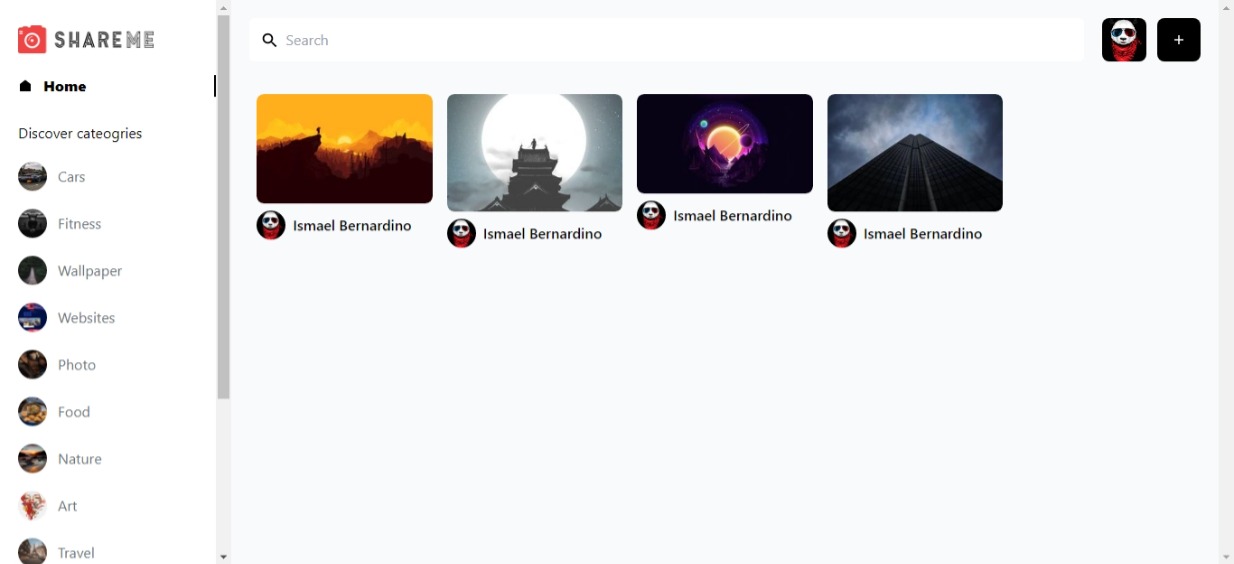 SHAREME
Search
+
Home
Discover cateogries
Cars
Fitness
Wallpaper
Websites
Photo
Food
Nature
Art
Travel
Ismael Bernardino
Ismael Bernardino
Ismael Bernardino
Ismael Bernardino